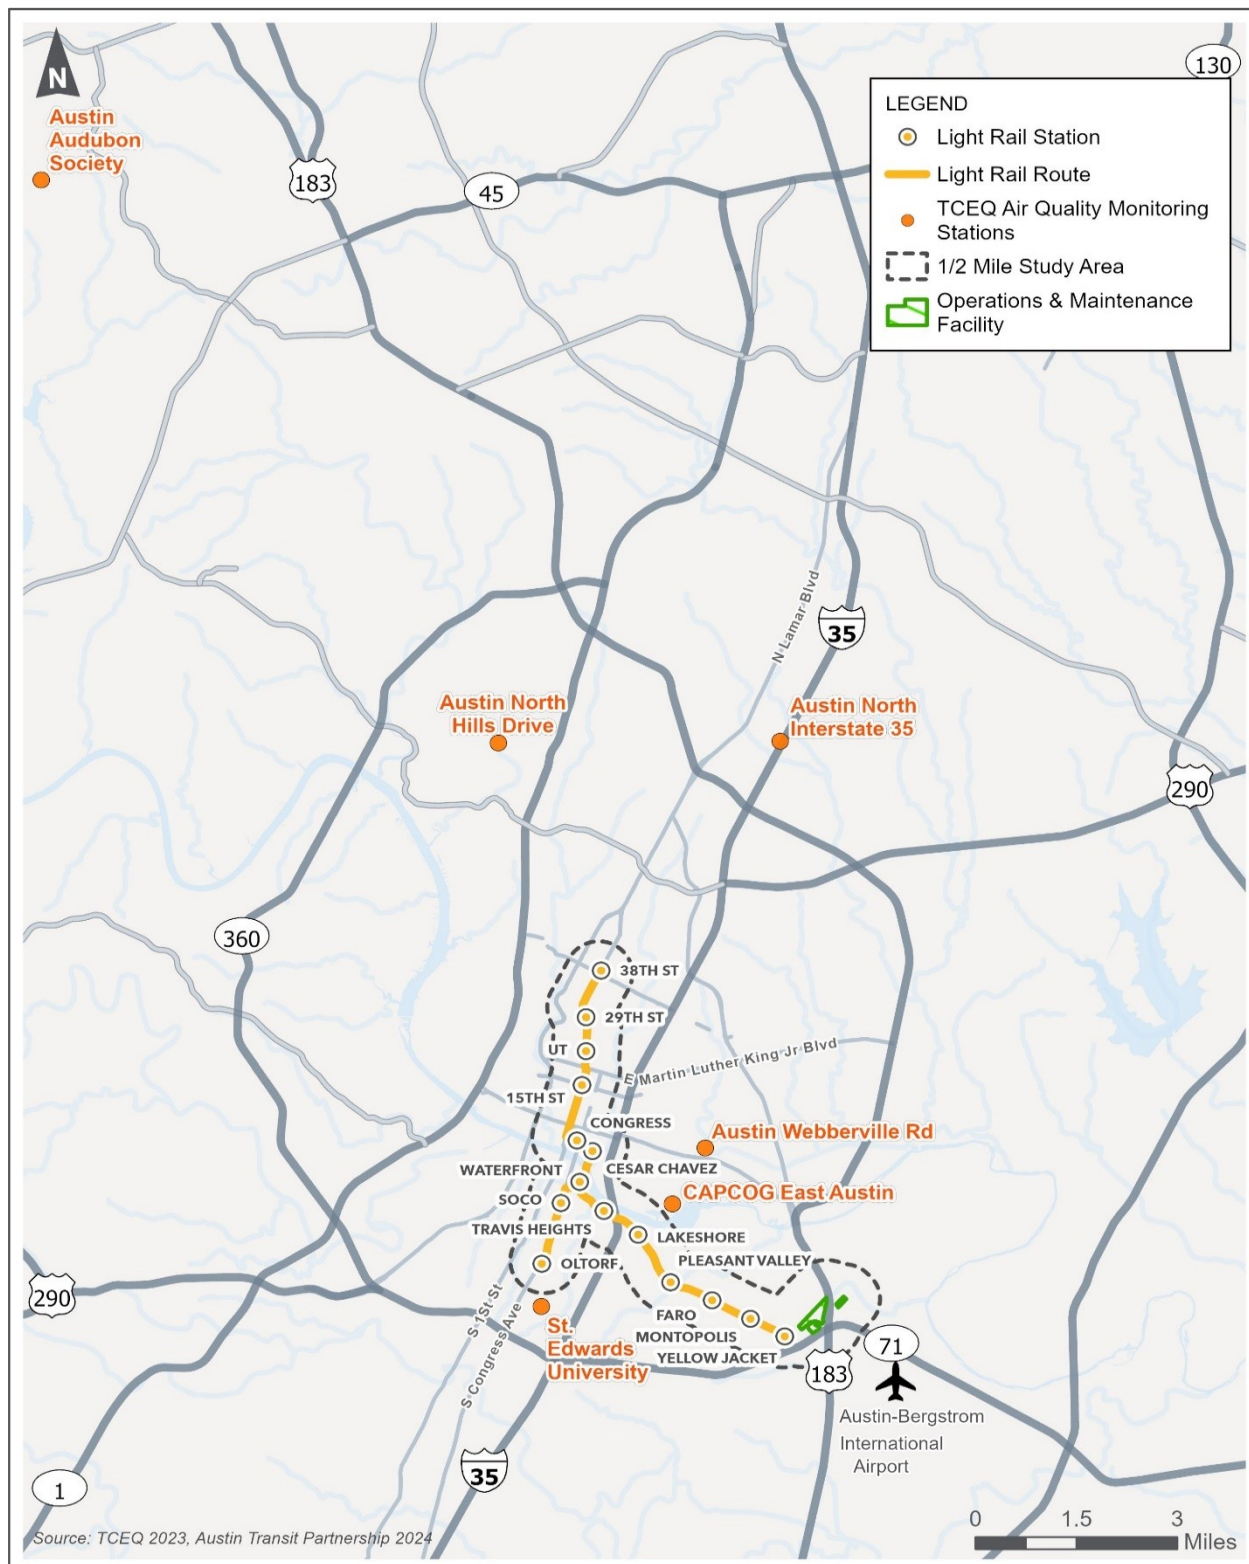 N
Austin
Audubon
Society
183
45
130
LEGEND
Light Rail Station
Light Rail Route
TCEQ Air Quality Monitoring
Stations
1/2 Mile Study Area
Operations & Maintenance
Facility
N Lamar Blvd
35
Austin North
Hills Drive
Austin North
Interstate 35
290
360
38TH ST
29TH ST
UT
E Martin Luther King Jr Blvd
15TH ST
CONGRESS
Austin Webberville Rd
WATERFRONT
CESAR CHAVEZ
CAPCOG East Austin
SOCO
TRAVIS HEIGHTS
LAKESHORE
OLTORF
PLEASANT VALLEY
290
S 1St St
S Congress Ave
FARO
MONTOPOLIS
YELLOW JACKET
St.
Edwards
University
71
183
Austin-Bergstrom
International
Airport
35
1
Source: TCEQ 2023, Austin Transit Partnership 2024
0 1.5 3
Miles